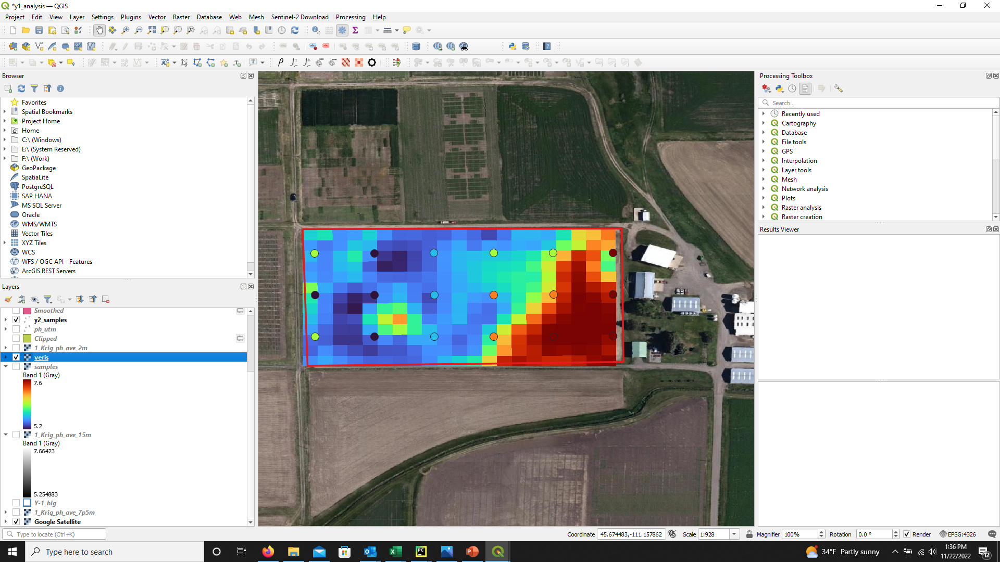 *y1_analysis — QGIS
Project Edit View Layer Settings Plugins Vector Raster Database Web Mesh Sentinel-2 Download Processing Help
Browser
Favorites
Spatial Bookmarks
Project Home
Home
C:\ (Windows)
E:\ (System Reserved)
F:\ (Work)
GeoPackage
SpatiaLite
PostgreSQL
SAP HANA
MS SQL Server
Oracle
WMS/WMTS
Vector Tiles
XYZ Tiles
WCS
WFS / OGC API - Features
ArcGIS REST Servers
Layers
Smoothed
y2_samples
ph_utm
Clipped
1_Krig_ph_ave_2m
veris
samples
Band 1 (Gray)
7.6
5.2
1_Krig_ph_ave_15m
Band 1 (Gray)
7.66423
5.254883
Y-1_big
1_Krig_ph_ave_7p5m
Google Satellite
Processing Toolbox
Search...
Recently used
Cartography
Database
File tools
GPS
Interpolation
Layer tools
Mesh
Network analysis
Plots
Raster analysis
Raster creation
Results Viewer
Type to locate (Ctrl+K)
Coordinate 45.674483,-111.157862 Scale 1:928 Magnifier 100% Rotation 0.0 ° Render EPSG:4326
Type here to search
34°F Partly sunny
1:36 PM
11/22/2022
12